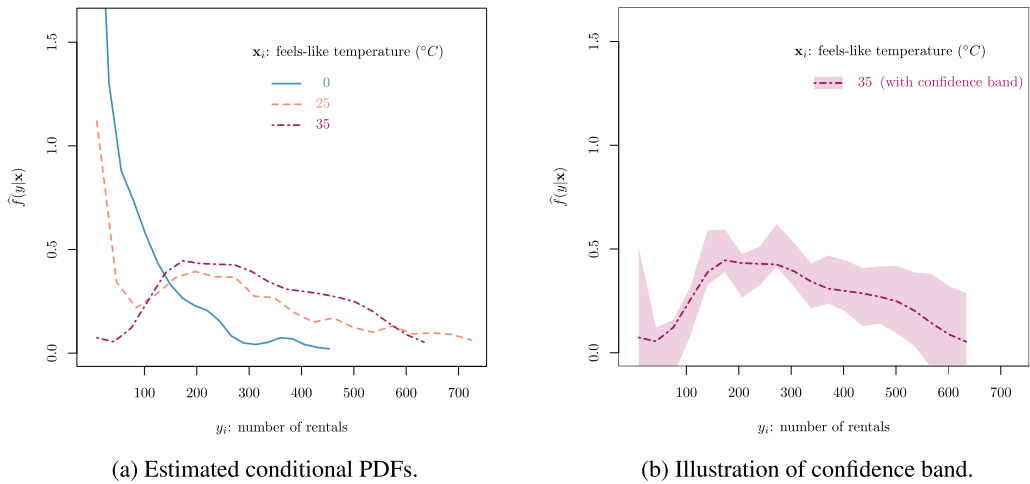 1.5
1.0
0.5
0.0
f̂(y|x)
x_i: feels-like temperature (°C)
0
25
35
100 200 300 400 500 600 700
y_i: number of rentals
(a) Estimated conditional PDFs.
1.5
1.0
0.5
0.0
f̂(y|x)
x_i: feels-like temperature (°C)
35 (with confidence band)
100 200 300 400 500 600 700
y_i: number of rentals
(b) Illustration of confidence band.